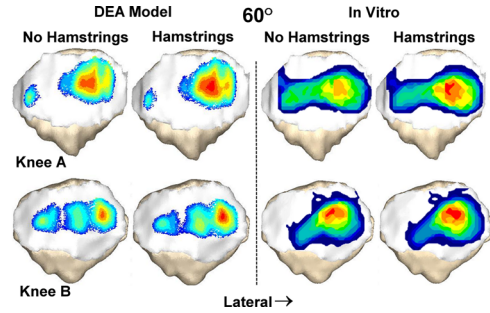 DEA Model 60° In Vitro
No Hamstrings Hamstrings No Hamstrings Hamstrings
Knee A
Knee B
Lateral →